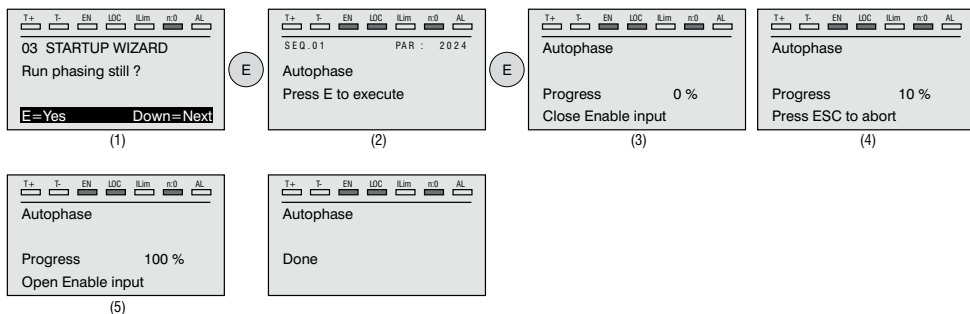 T+ T- EN LOC ILim n:0 AL
03 STARTUP WIZARD
Run phasing still ?
E=Yes Down=Next
(1)
E
T+ T- EN LOC ILim n:0 AL
SEQ.01 PAR : 2024
Autophase
Press E to execute
(2)
E
T+ T- EN LOC ILim n:0 AL
Autophase
Progress 0 %
Close Enable input
(3)
T+ T- EN LOC ILim n:0 AL
Autophase
Progress 10 %
Press ESC to abort
(4)
T+ T- EN LOC ILim n:0 AL
Autophase
Progress 100 %
Open Enable input
(5)
T+ T- EN LOC ILim n:0 AL
Autophase
Done